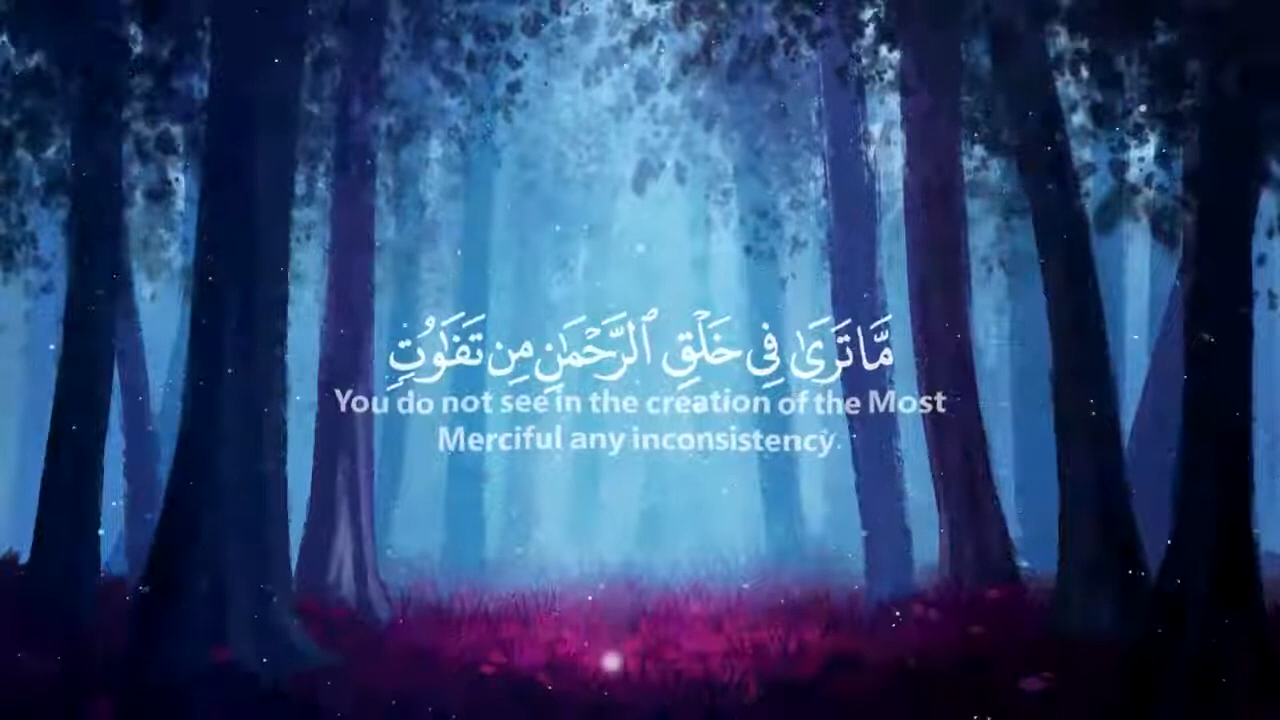 مَّا تَرَىٰ فِى خَلْقِ ٱلرَّحْمَـٰنِ مِن تَفَـٰوُتٍ
You do not see in the creation of the Most
Merciful any inconsistency.